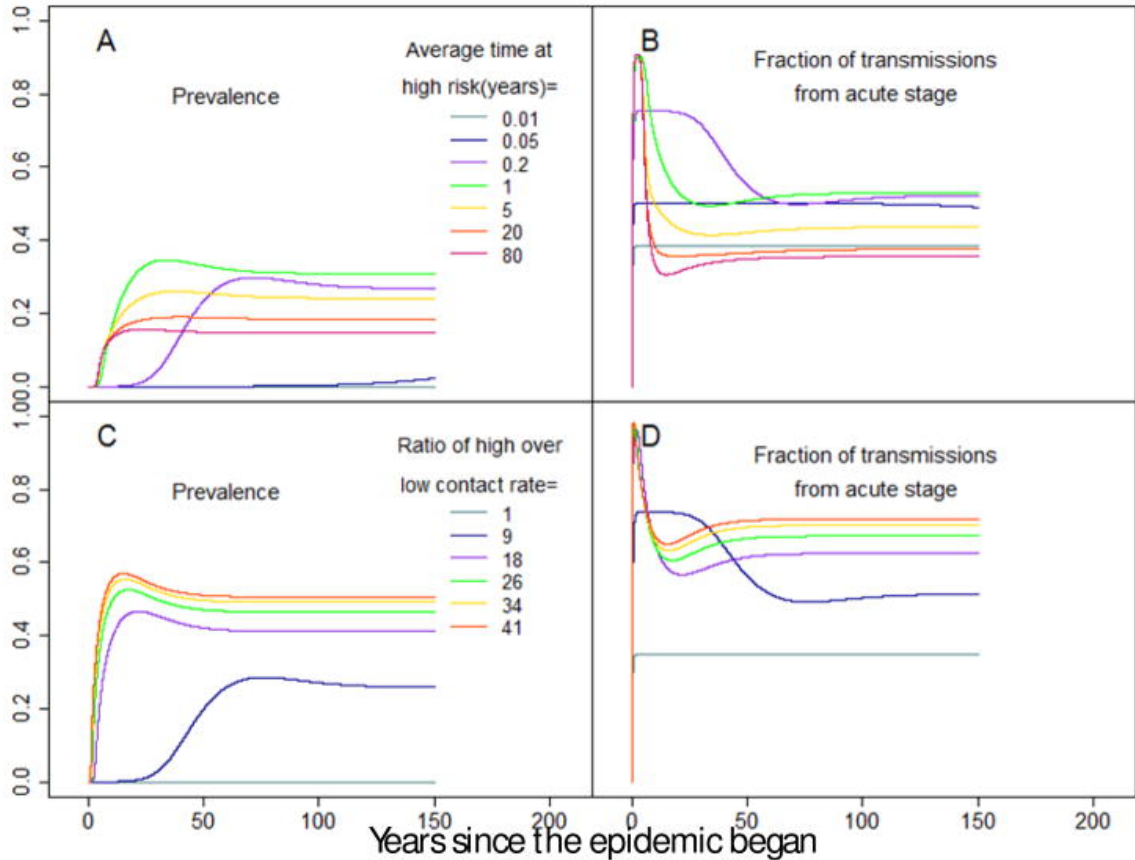 A
Prevalence
Average time at
high risk(years)=
0.01
0.05
0.2
1
5
20
80
B
Fraction of transmissions
from acute stage
1.0
0.8
0.6
0.4
0.2
0.0
C
Prevalence
Ratio of high over
low contact rate=
1
9
18
26
34
41
D
Fraction of transmissions
from acute stage
1.0
0.8
0.6
0.4
0.2
0.0
0 50 100 150 200 0 50 100 150 200
Years since the epidemic began